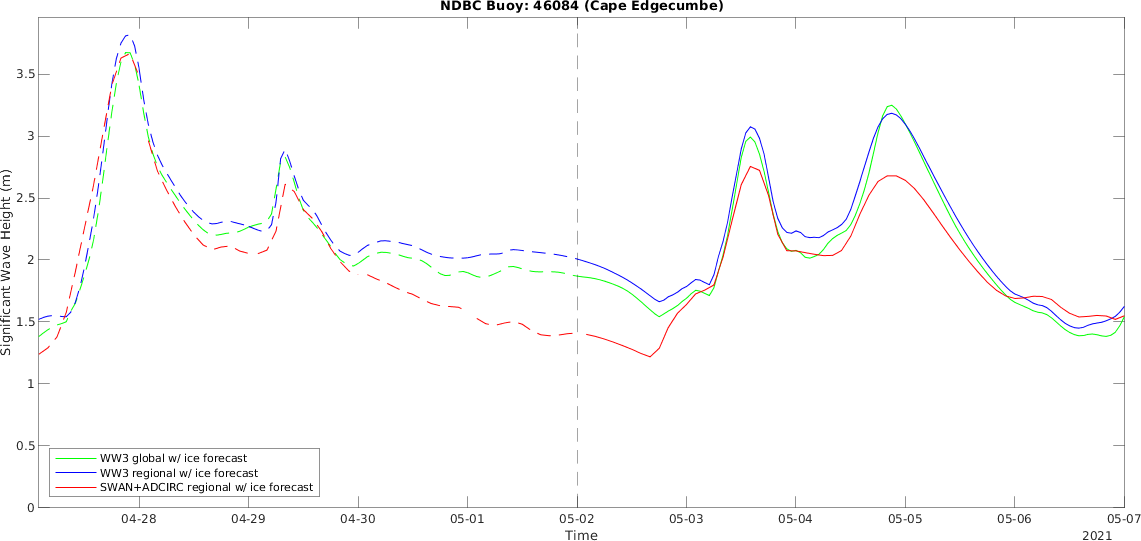 NDBC Buoy: 46084 (Cape Edgecumbe)
Significant Wave Height (m)
3.5
3
2.5
2
1.5
1
0.5
0
WW3 global w/ ice forecast
WW3 regional w/ ice forecast
SWAN+ADCIRC regional w/ ice forecast
04-28 04-29 04-30 05-01 05-02 05-03 05-04 05-05 05-06 05-07
Time
2021